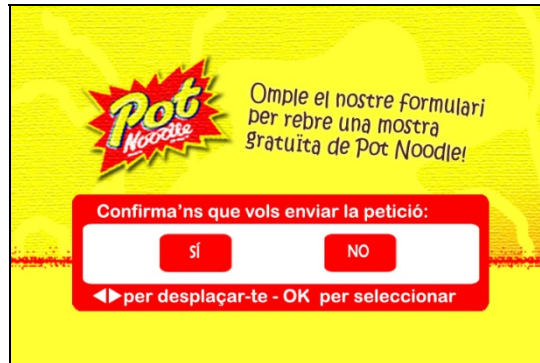 Pot
Noodle
Omple el nostre formulari
per rebre una mostra
gratuïta de Pot Noodle!
Confirma'ns que vols enviar la petició:
SÍ NO
◀▶per desplaçar-te - OK per seleccionar